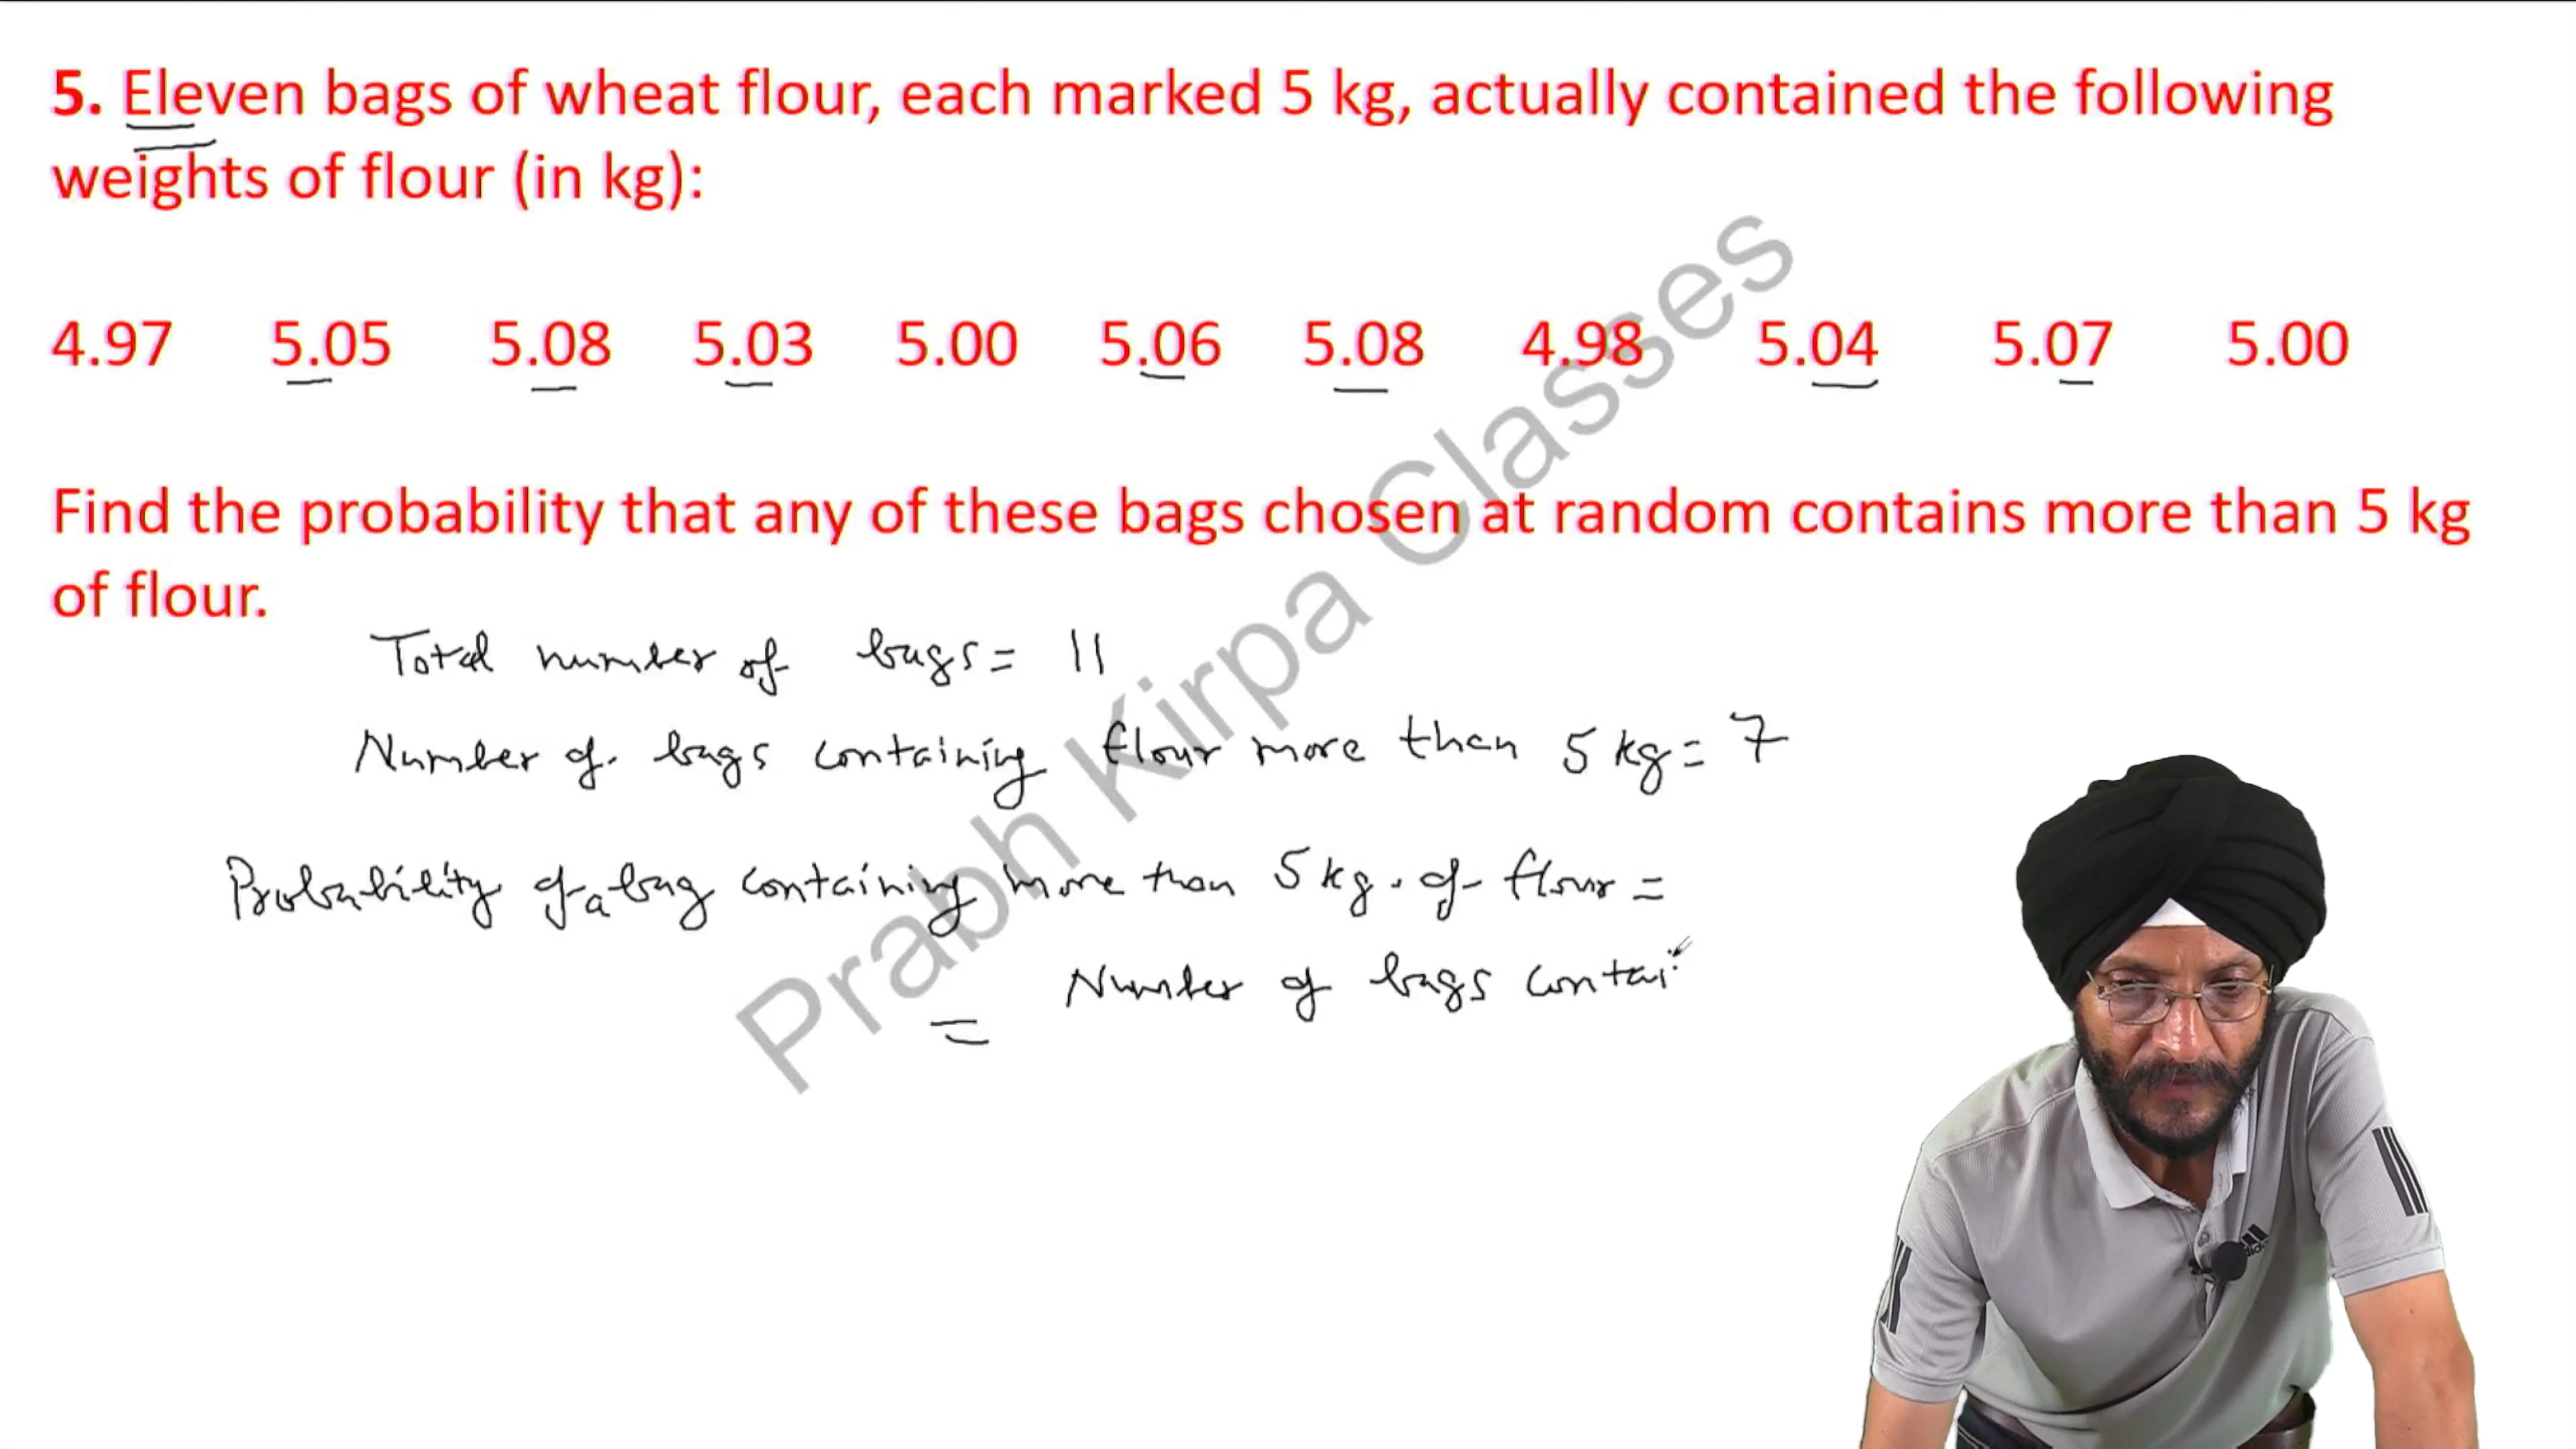 5. Eleven bags of wheat flour, each marked 5 kg, actually contained the following
weights of flour (in kg):
4.97 5.05 5.08 5.03 5.00 5.06 5.08 4.98 5.04 5.07 5.00
Find the probability that any of these bags chosen at random contains more than 5 kg
of flour.
Total number of bags = 11
Number of bags containing flour more than 5 kg = 7
Probability of a bag containing more than 5 kg. of flour =
= Number of bags contai
Prabh Kirpa Classes